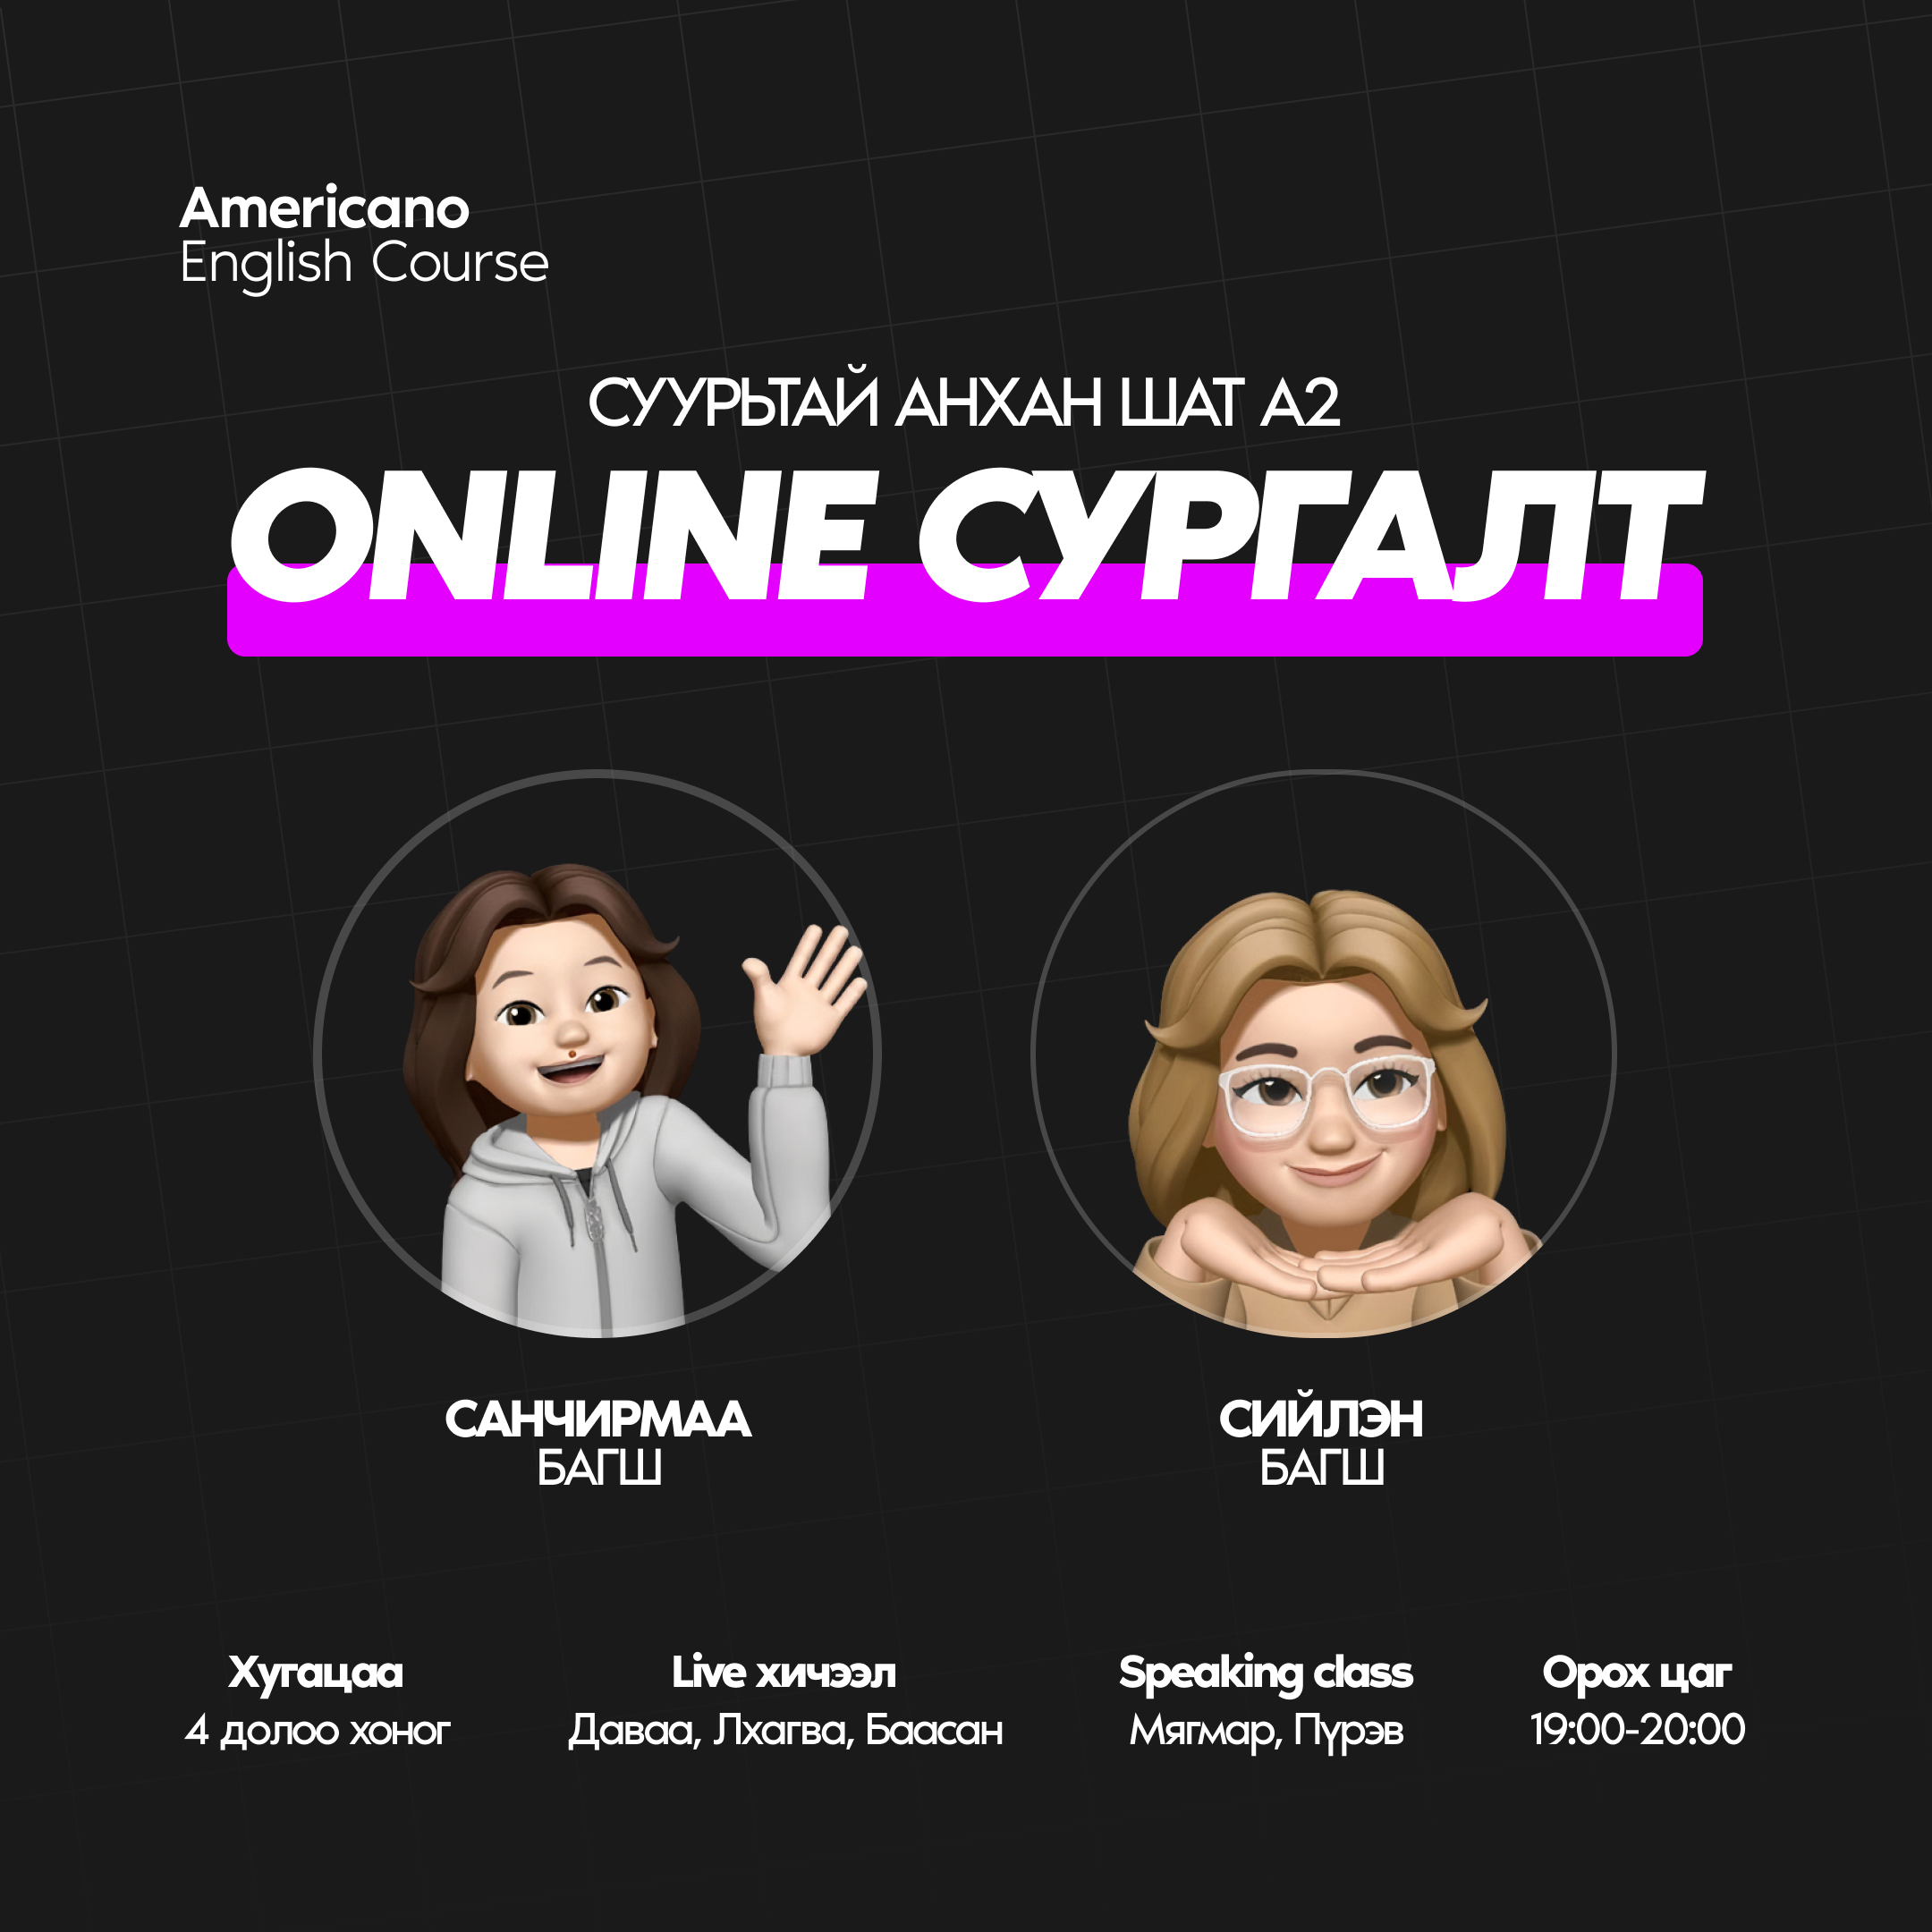 Americano
English Course
СУУРЬТАЙ АНХАН ШАТ A2
ONLINE СУРГАЛТ
САНЧИРМАА
БАГШ
СИЙЛЭН
БАГШ
Хугацаа
4 долоо хоног
Live хичээл
Даваа, Лхагва, Баасан
Speaking class
Мягмар, Пүрэв
Орох цаг
19:00-20:00